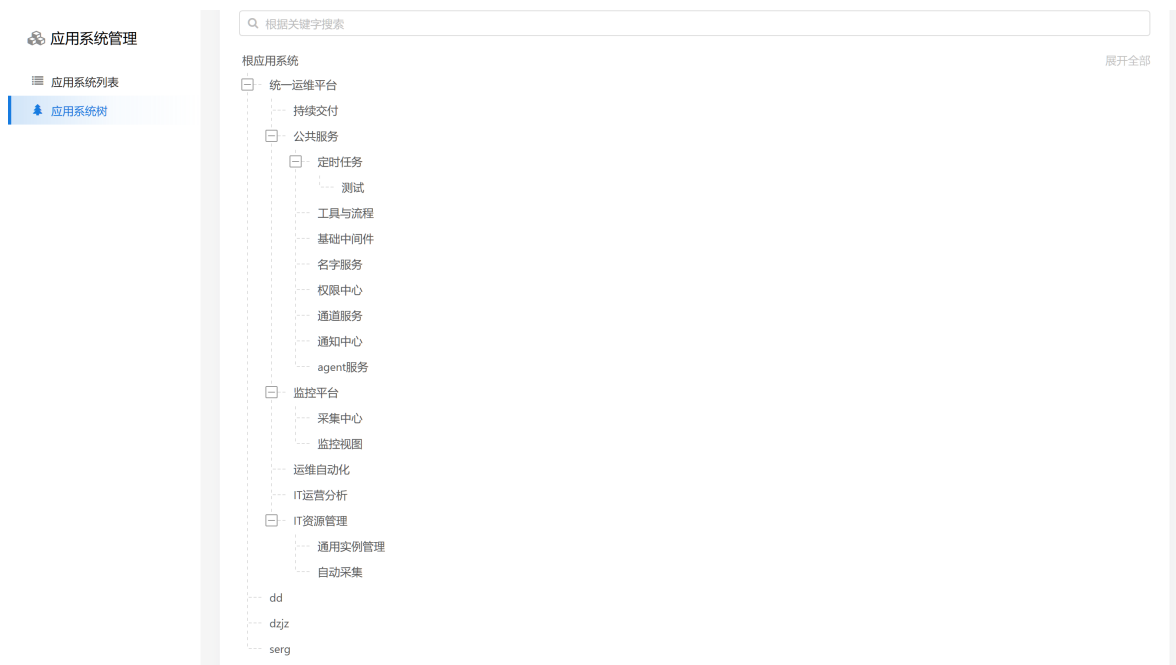 应用系统管理
应用系统列表
应用系统树
根据关键字搜索
根应用系统
展开全部
统一运维平台
持续交付
公共服务
定时任务
测试
工具与流程
基础中间件
名字服务
权限中心
通道服务
通知中心
agent服务
监控平台
采集中心
监控视图
运维自动化
IT运营分析
IT资源管理
通用实例管理
自动采集
dd
dzjz
serg